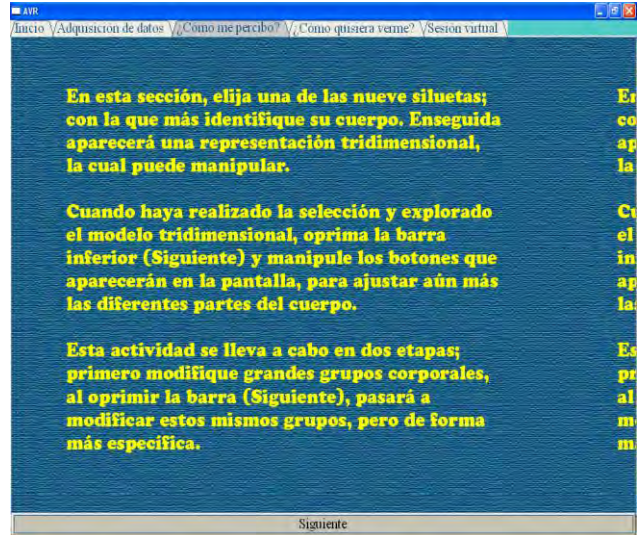 AVR
Inicio
Adquisicion de datos
¿Cómo me percibo?
¿Cómo quisiera verme?
Sesión virtual
En esta sección, elija una de las nueve siluetas;
con la que más identifique su cuerpo. Enseguida
aparecerá una representación tridimensional,
la cual puede manipular.
Cuando haya realizado la selección y explorado
el modelo tridimensional, oprima la barra
inferior (Siguiente) y manipule los botones que
aparecerán en la pantalla, para ajustar aún más
las diferentes partes del cuerpo.
Esta actividad se lleva a cabo en dos etapas;
primero modifique grandes grupos corporales,
al oprimir la barra (Siguiente), pasará a
modificar estos mismos grupos, pero de forma
más específica.
Siguiente